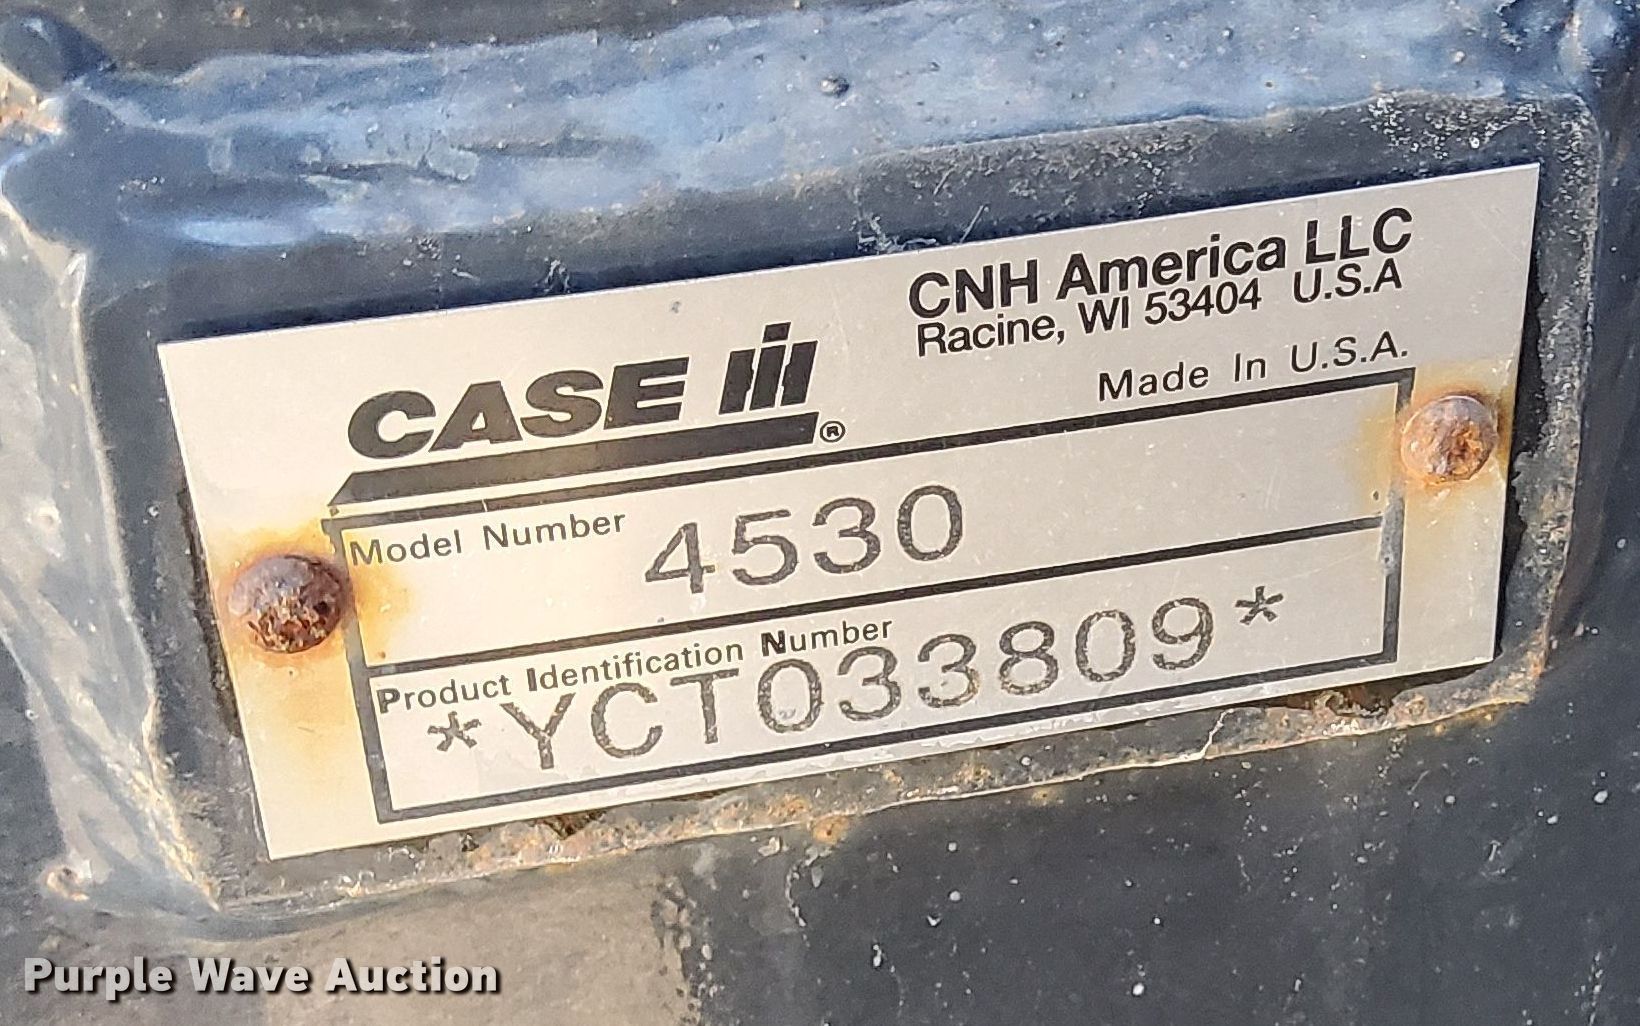 CNH America LLC
Racine, WI 53404 U.S.A
Made In U.S.A.
CASE IH®
Model Number 4530
Product Identification Number
*YCT033809*
Purple Wave Auction